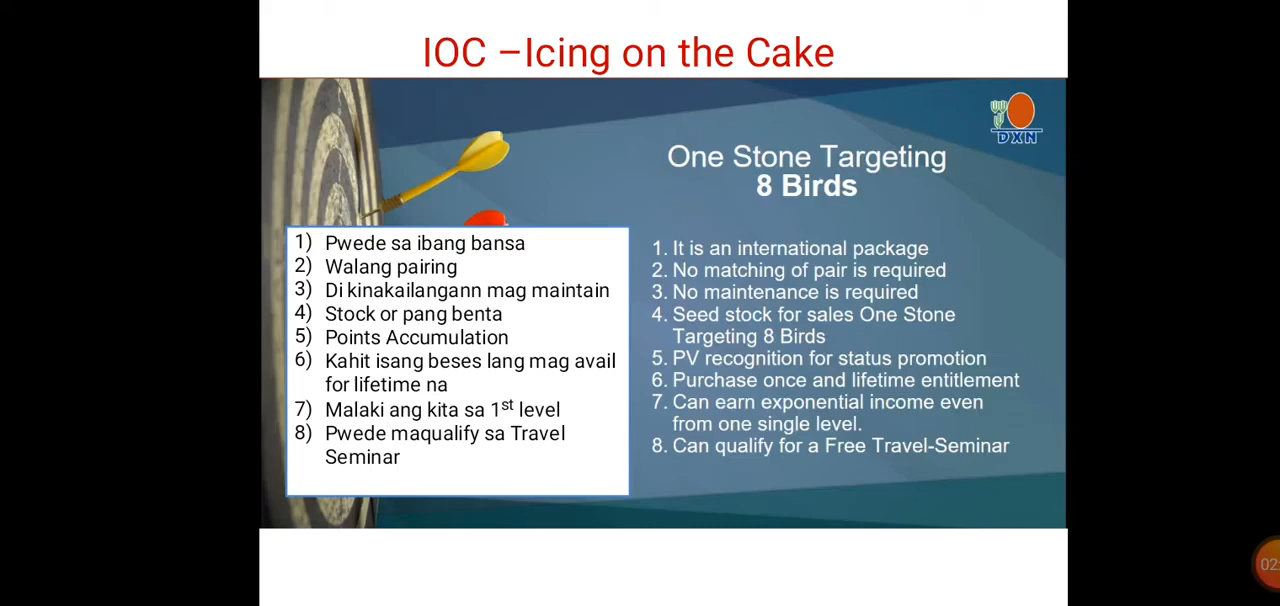 IOC –Icing on the Cake
DXN
One Stone Targeting
8 Birds
1) Pwede sa ibang bansa
2) Walang pairing
3) Di kinakailangann mag maintain
4) Stock or pang benta
5) Points Accumulation
6) Kahit isang beses lang mag avail
for lifetime na
7) Malaki ang kita sa 1st level
8) Pwede maqualify sa Travel
Seminar
1. It is an international package
2. No matching of pair is required
3. No maintenance is required
4. Seed stock for sales One Stone
Targeting 8 Birds
5. PV recognition for status promotion
6. Purchase once and lifetime entitlement
7. Can earn exponential income even
from one single level.
8. Can qualify for a Free Travel-Seminar